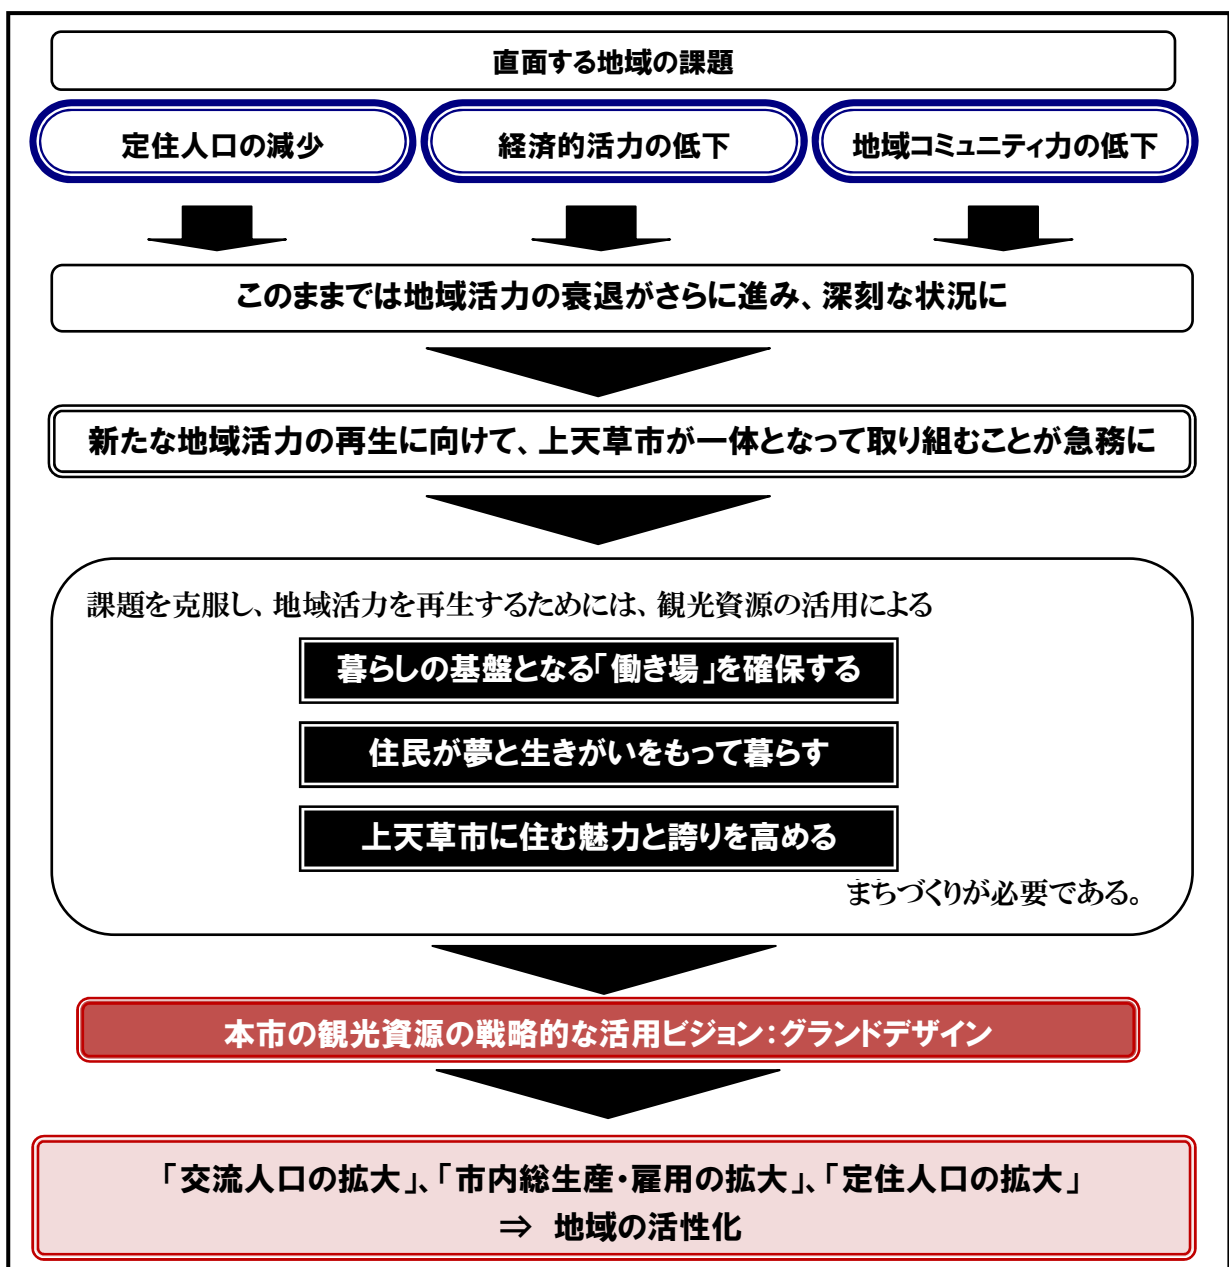 直面する地域の課題
定住人口の減少
経済的活力の低下
地域コミュニティ力の低下
このままでは地域活力の衰退がさらに進み、深刻な状況に
新たな地域活力の再生に向けて、上天草市が一体となって取り組むことが急務に
課題を克服し、地域活力を再生するためには、観光資源の活用による
暮らしの基盤となる「働き場」を確保する
住民が夢と生きがいをもって暮らす
上天草市に住む魅力と誇りを高める
まちづくりが必要である。
本市の観光資源の戦略的な活用ビジョン：グランドデザイン
「交流人口の拡大」、「市内総生産・雇用の拡大」、「定住人口の拡大」
⇒ 地域の活性化